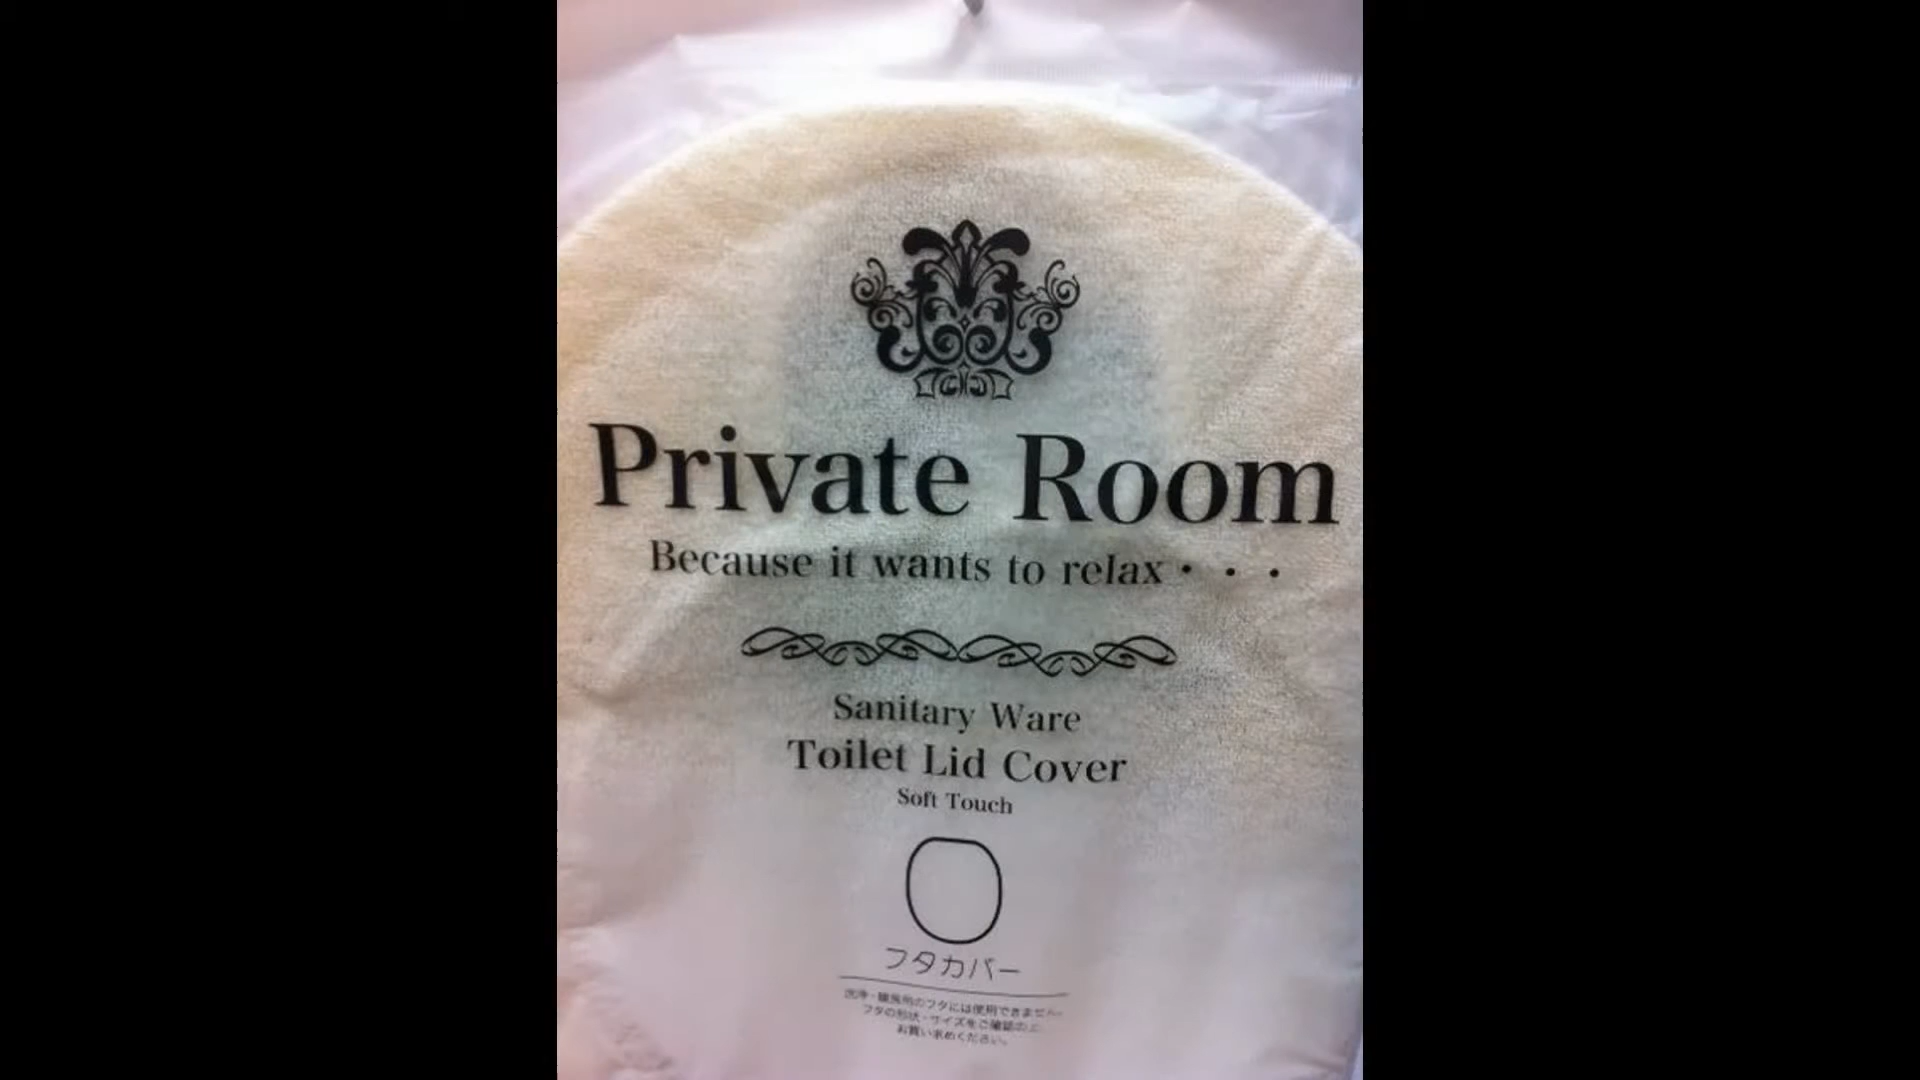 Private Room
Because it wants to relax・・・
Sanitary Ware
Toilet Lid Cover
Soft Touch
フタカバー
洗浄・暖房用のフタには使用できません。
フタの形状・サイズをご確認の上
お買い求めください。